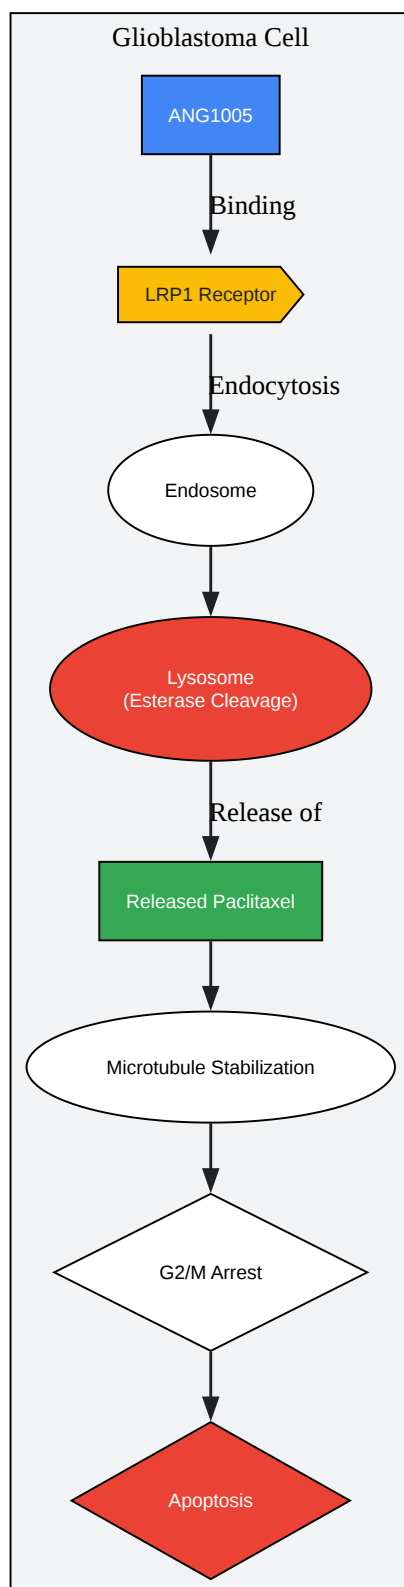 Glioblastoma Cell
ANG1005
Binding
LRP1 Receptor
Endocytosis
Endosome
Lysosome
(Esterase Cleavage)
Release of
Released Paclitaxel
Microtubule Stabilization
G2/M Arrest
Apoptosis